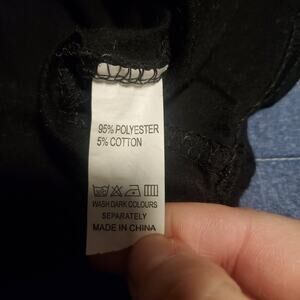 95% POLYESTER
5% COTTON
WASH DARK COLOURS
SEPARATELY
MADE IN CHINA